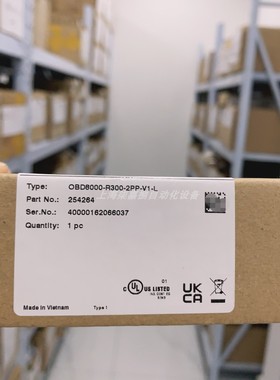 Type: OBD8000-R300-2PP-V1-L
Part No.: 254264
Ser.No.: 40000162066037
Quantity: 1 pc
C UL US LISTED
UK CA
Made in Vietnam
Type 1